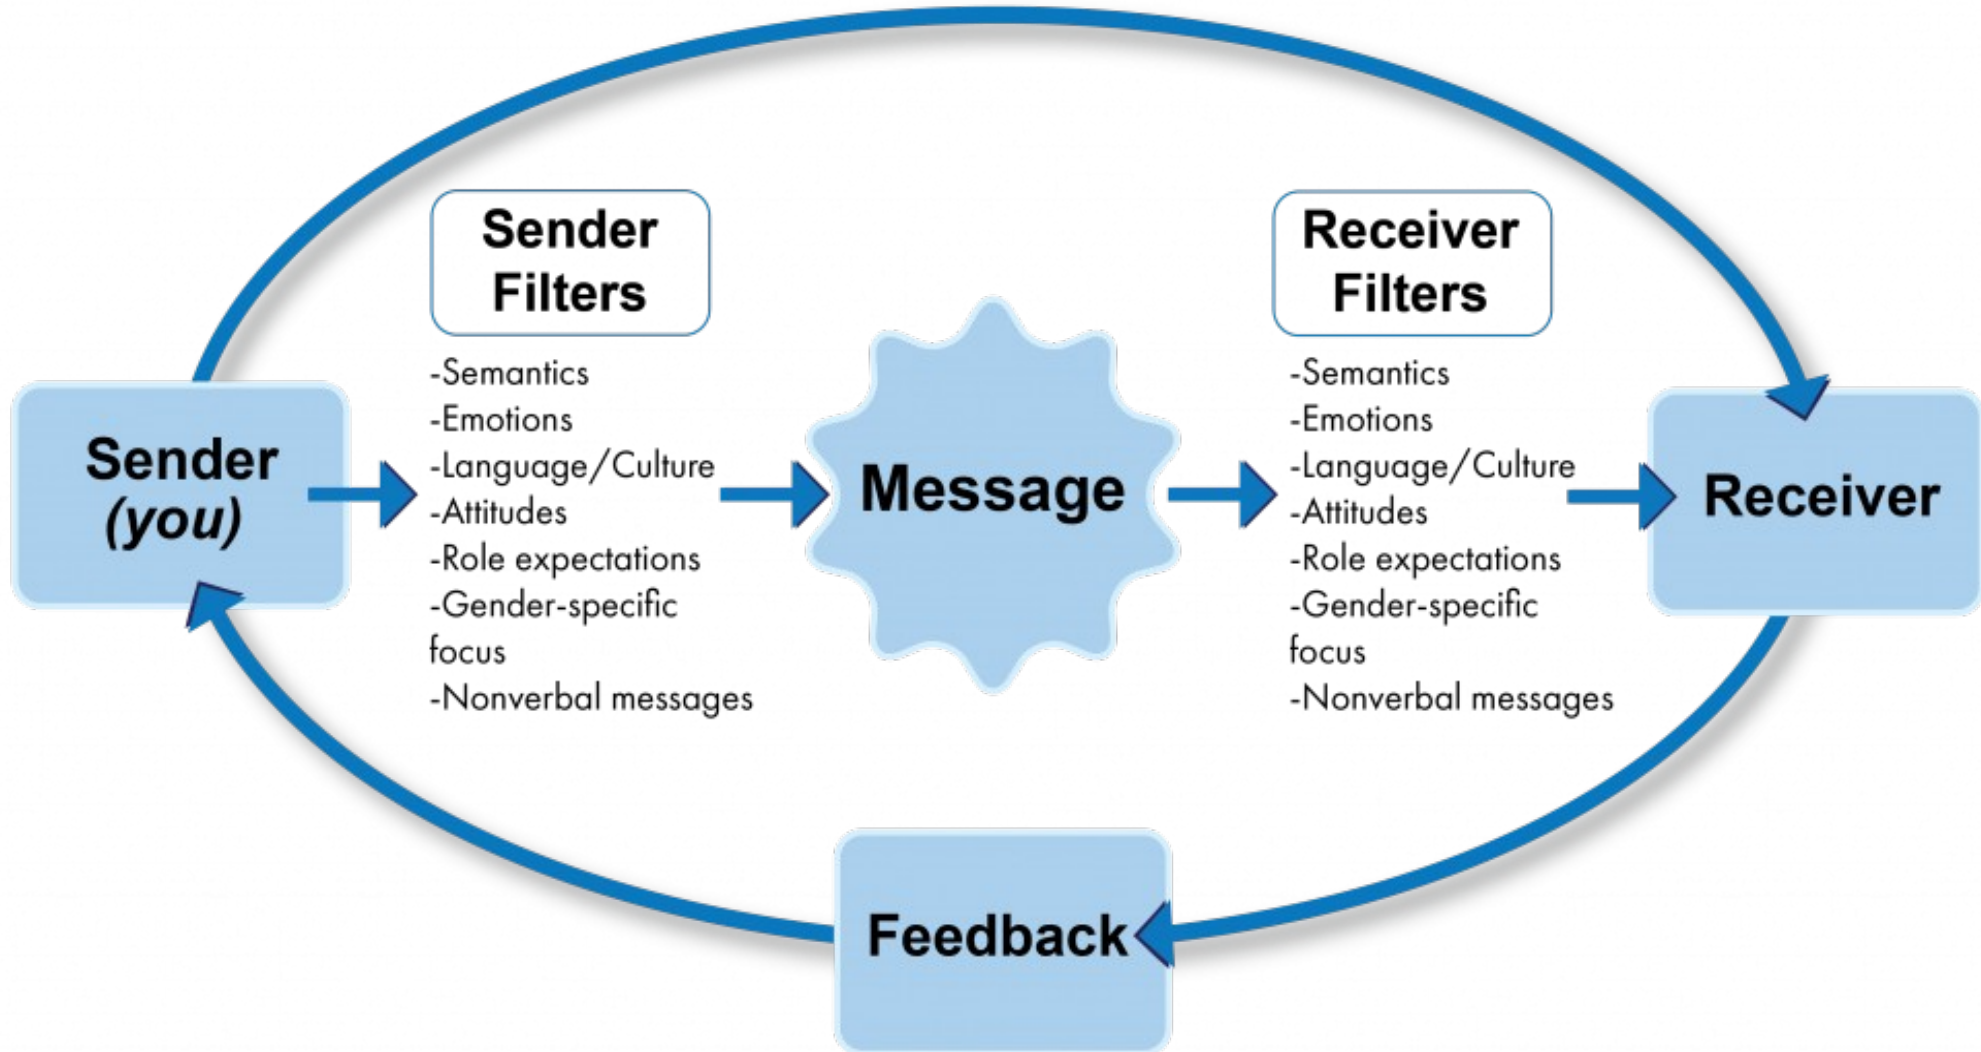 Sender
Filters
-Semantics
-Emotions
-Language/Culture
-Attitudes
-Role expectations
-Gender-specific
focus
-Nonverbal messages
Receiver
Filters
-Semantics
-Emotions
-Language/Culture
-Attitudes
-Role expectations
-Gender-specific
focus
-Nonverbal messages
Sender
(you)
Message
Receiver
Feedback